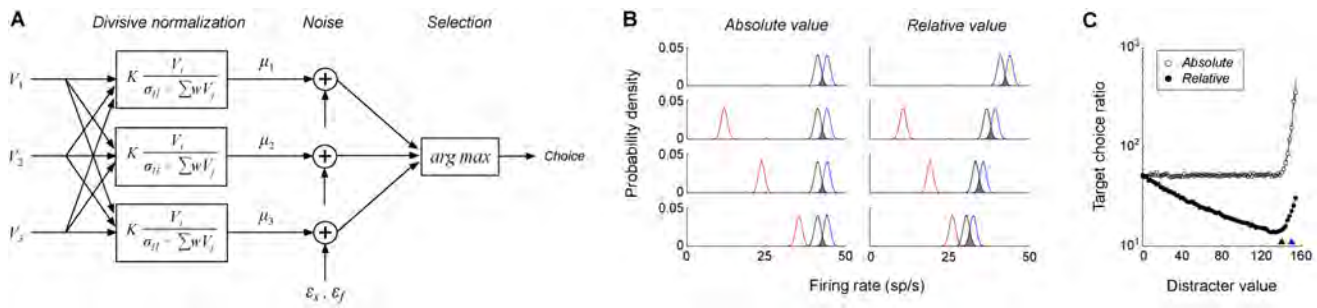 A
Divisive normalization
Noise
Selection
V₁
K Vᵢ
σH + ∑wVⱼ
μ₁
+
V₂
K Vᵢ
σH + ∑wVⱼ
μ₂
+
arg max
Choice
K Vᵢ
σH + ∑wVⱼ
μ₃
+
V₃
εs , εf
B
Absolute value
Relative value
Probability density
0.05
0
0.05
0
0.05
0
0.05
0
0
25
50
0
25
50
Firing rate (sp/s)
C
10³
Absolute
Relative
Target choice ratio
10²
10¹
0
40
80
120
160
Distracter value